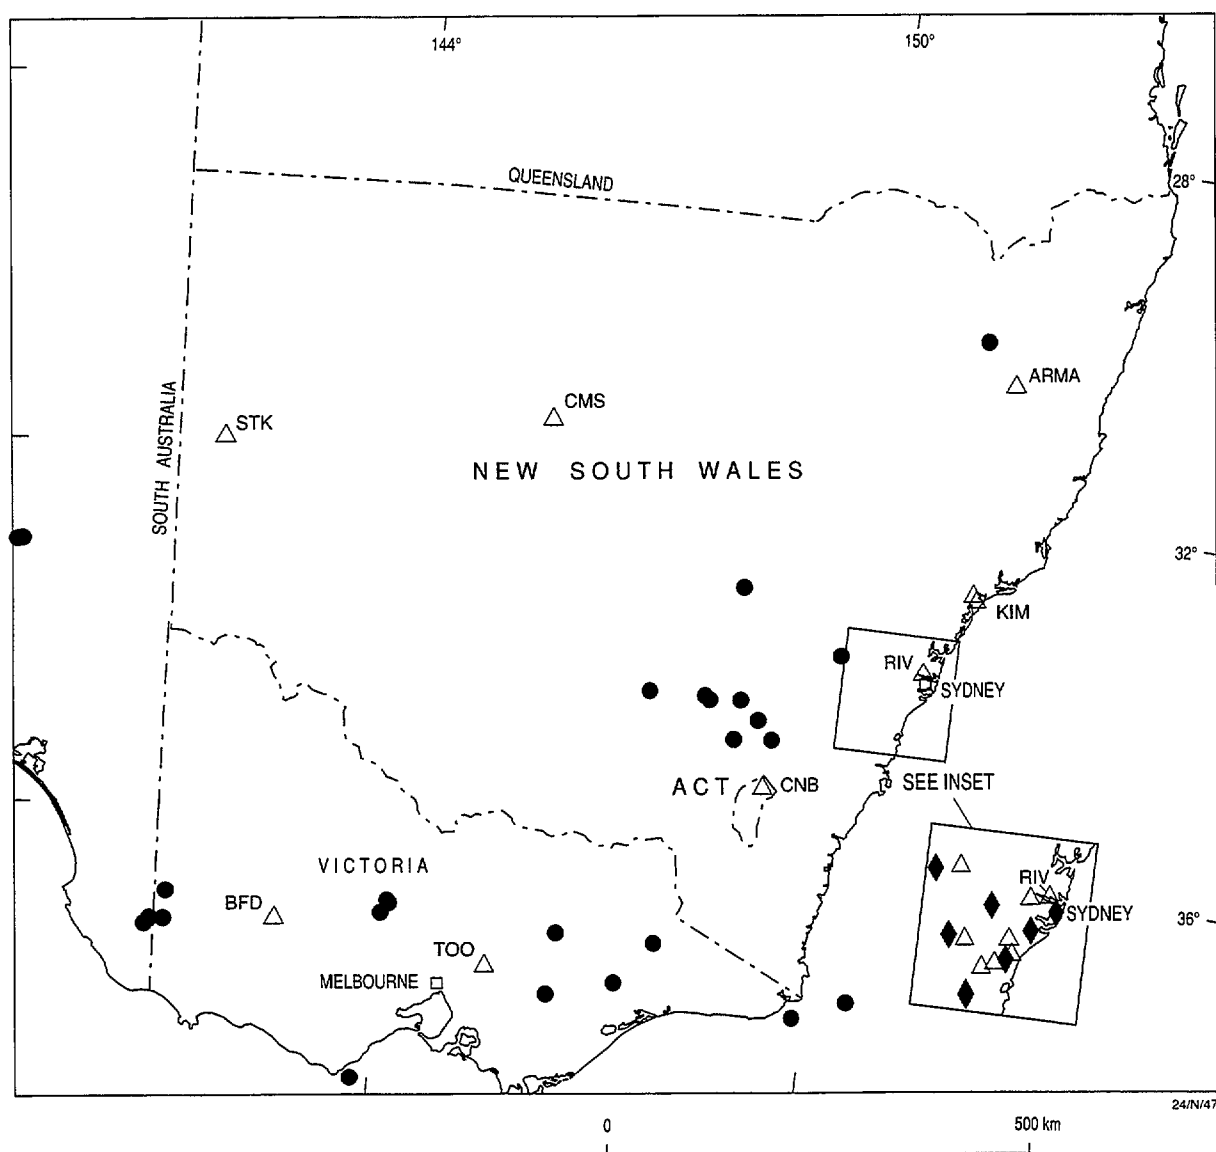 144°
150°
QUEENSLAND
28°
SOUTH AUSTRALIA
STK
CMS
ARMA
NEW SOUTH WALES
32°
KIM
RIV
SYDNEY
ACT
CNB
SEE INSET
VICTORIA
BFD
RIV
SYDNEY
36°
TOO
MELBOURNE
24/N/47
0
500 km